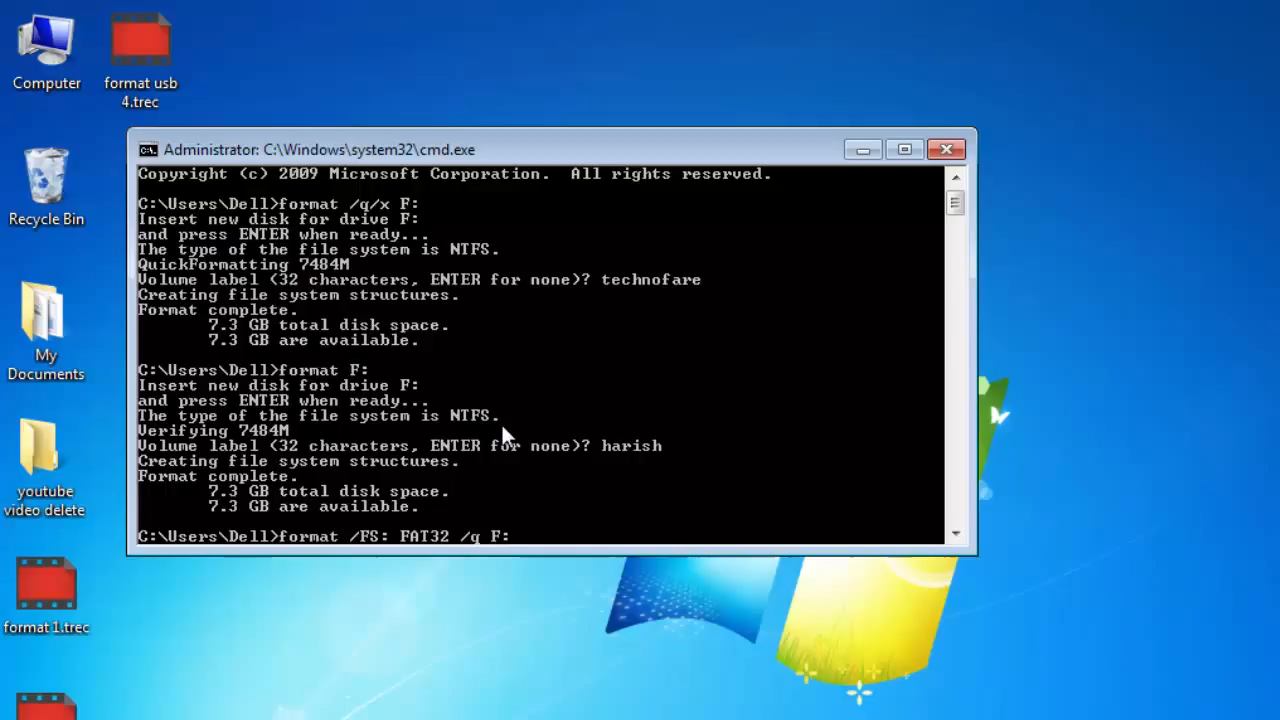 Computer
format usb
4.trec
Recycle Bin
My
Documents
youtube
video delete
format 1.trec
C:\.
Administrator: C:\Windows\system32\cmd.exe
Copyright (c) 2009 Microsoft Corporation.  All rights reserved.
C:\Users\Dell>format /q/x F:
Insert new disk for drive F:
and press ENTER when ready...
The type of the file system is NTFS.
QuickFormatting 7484M
Volume label (32 characters, ENTER for none)? technofare
Creating file system structures.
Format complete.
7.3 GB total disk space.
7.3 GB are available.
C:\Users\Dell>format F:
Insert new disk for drive F:
and press ENTER when ready...
The type of the file system is NTFS.
Verifying 7484M
Volume label (32 characters, ENTER for none)? harish
Creating file system structures.
Format complete.
7.3 GB total disk space.
7.3 GB are available.
C:\Users\Dell>format /FS: FAT32 /q F: